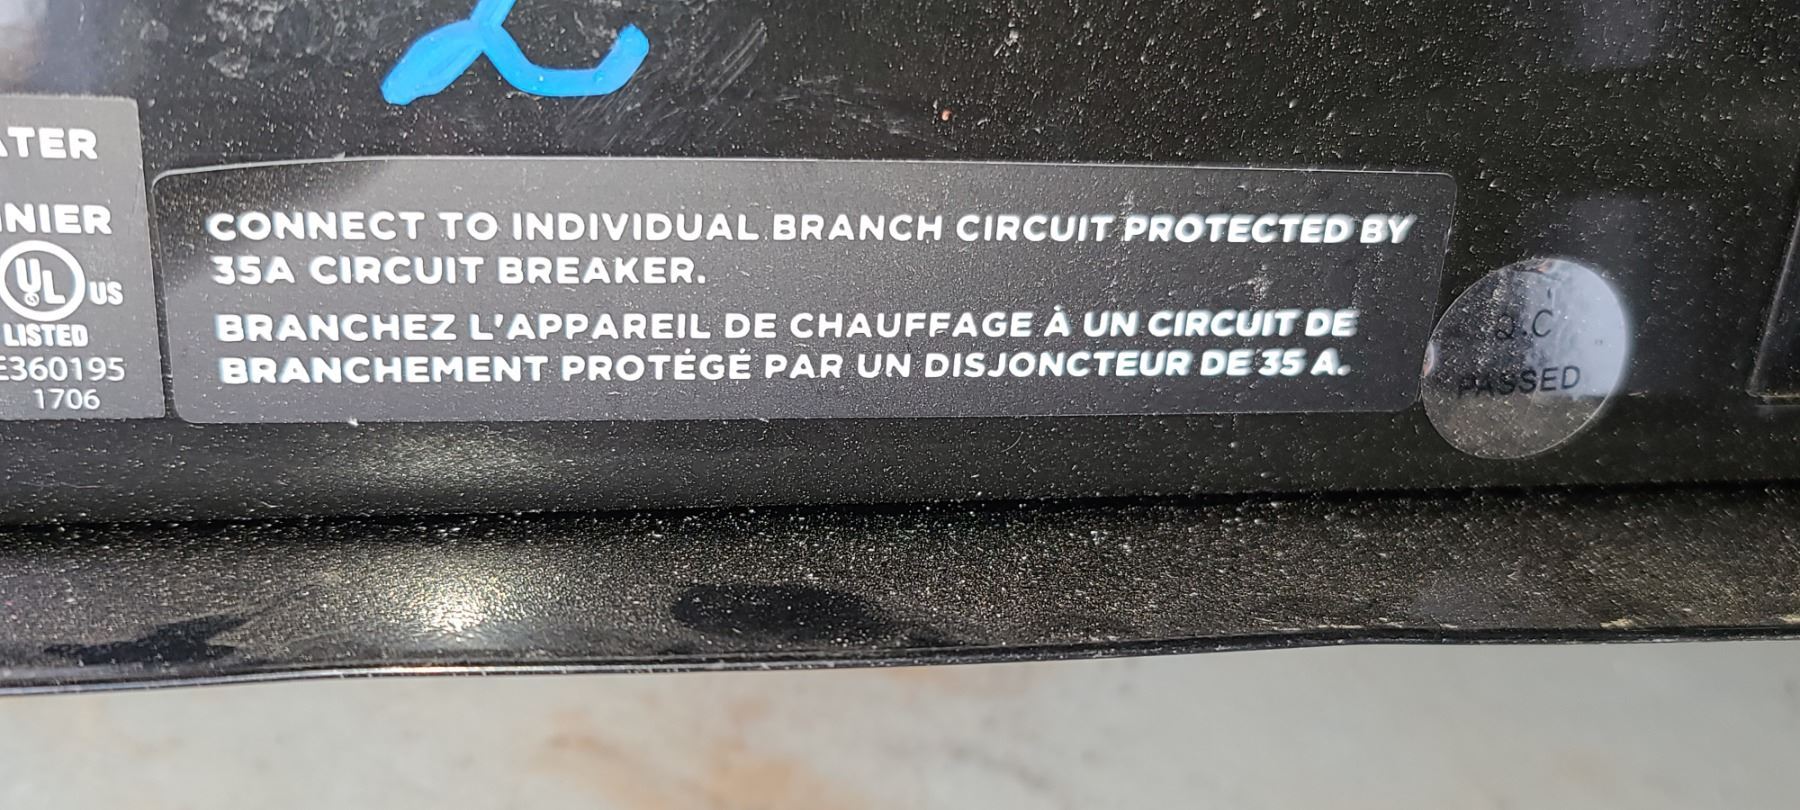 ATER
NIER
UL US
LISTED
E360195
1706
CONNECT TO INDIVIDUAL BRANCH CIRCUIT PROTECTED BY
35A CIRCUIT BREAKER.
BRANCHEZ L'APPAREIL DE CHAUFFAGE À UN CIRCUIT DE
BRANCHEMENT PROTÉGÉ PAR UN DISJONCTEUR DE 35 A.
Q.C
PASSED